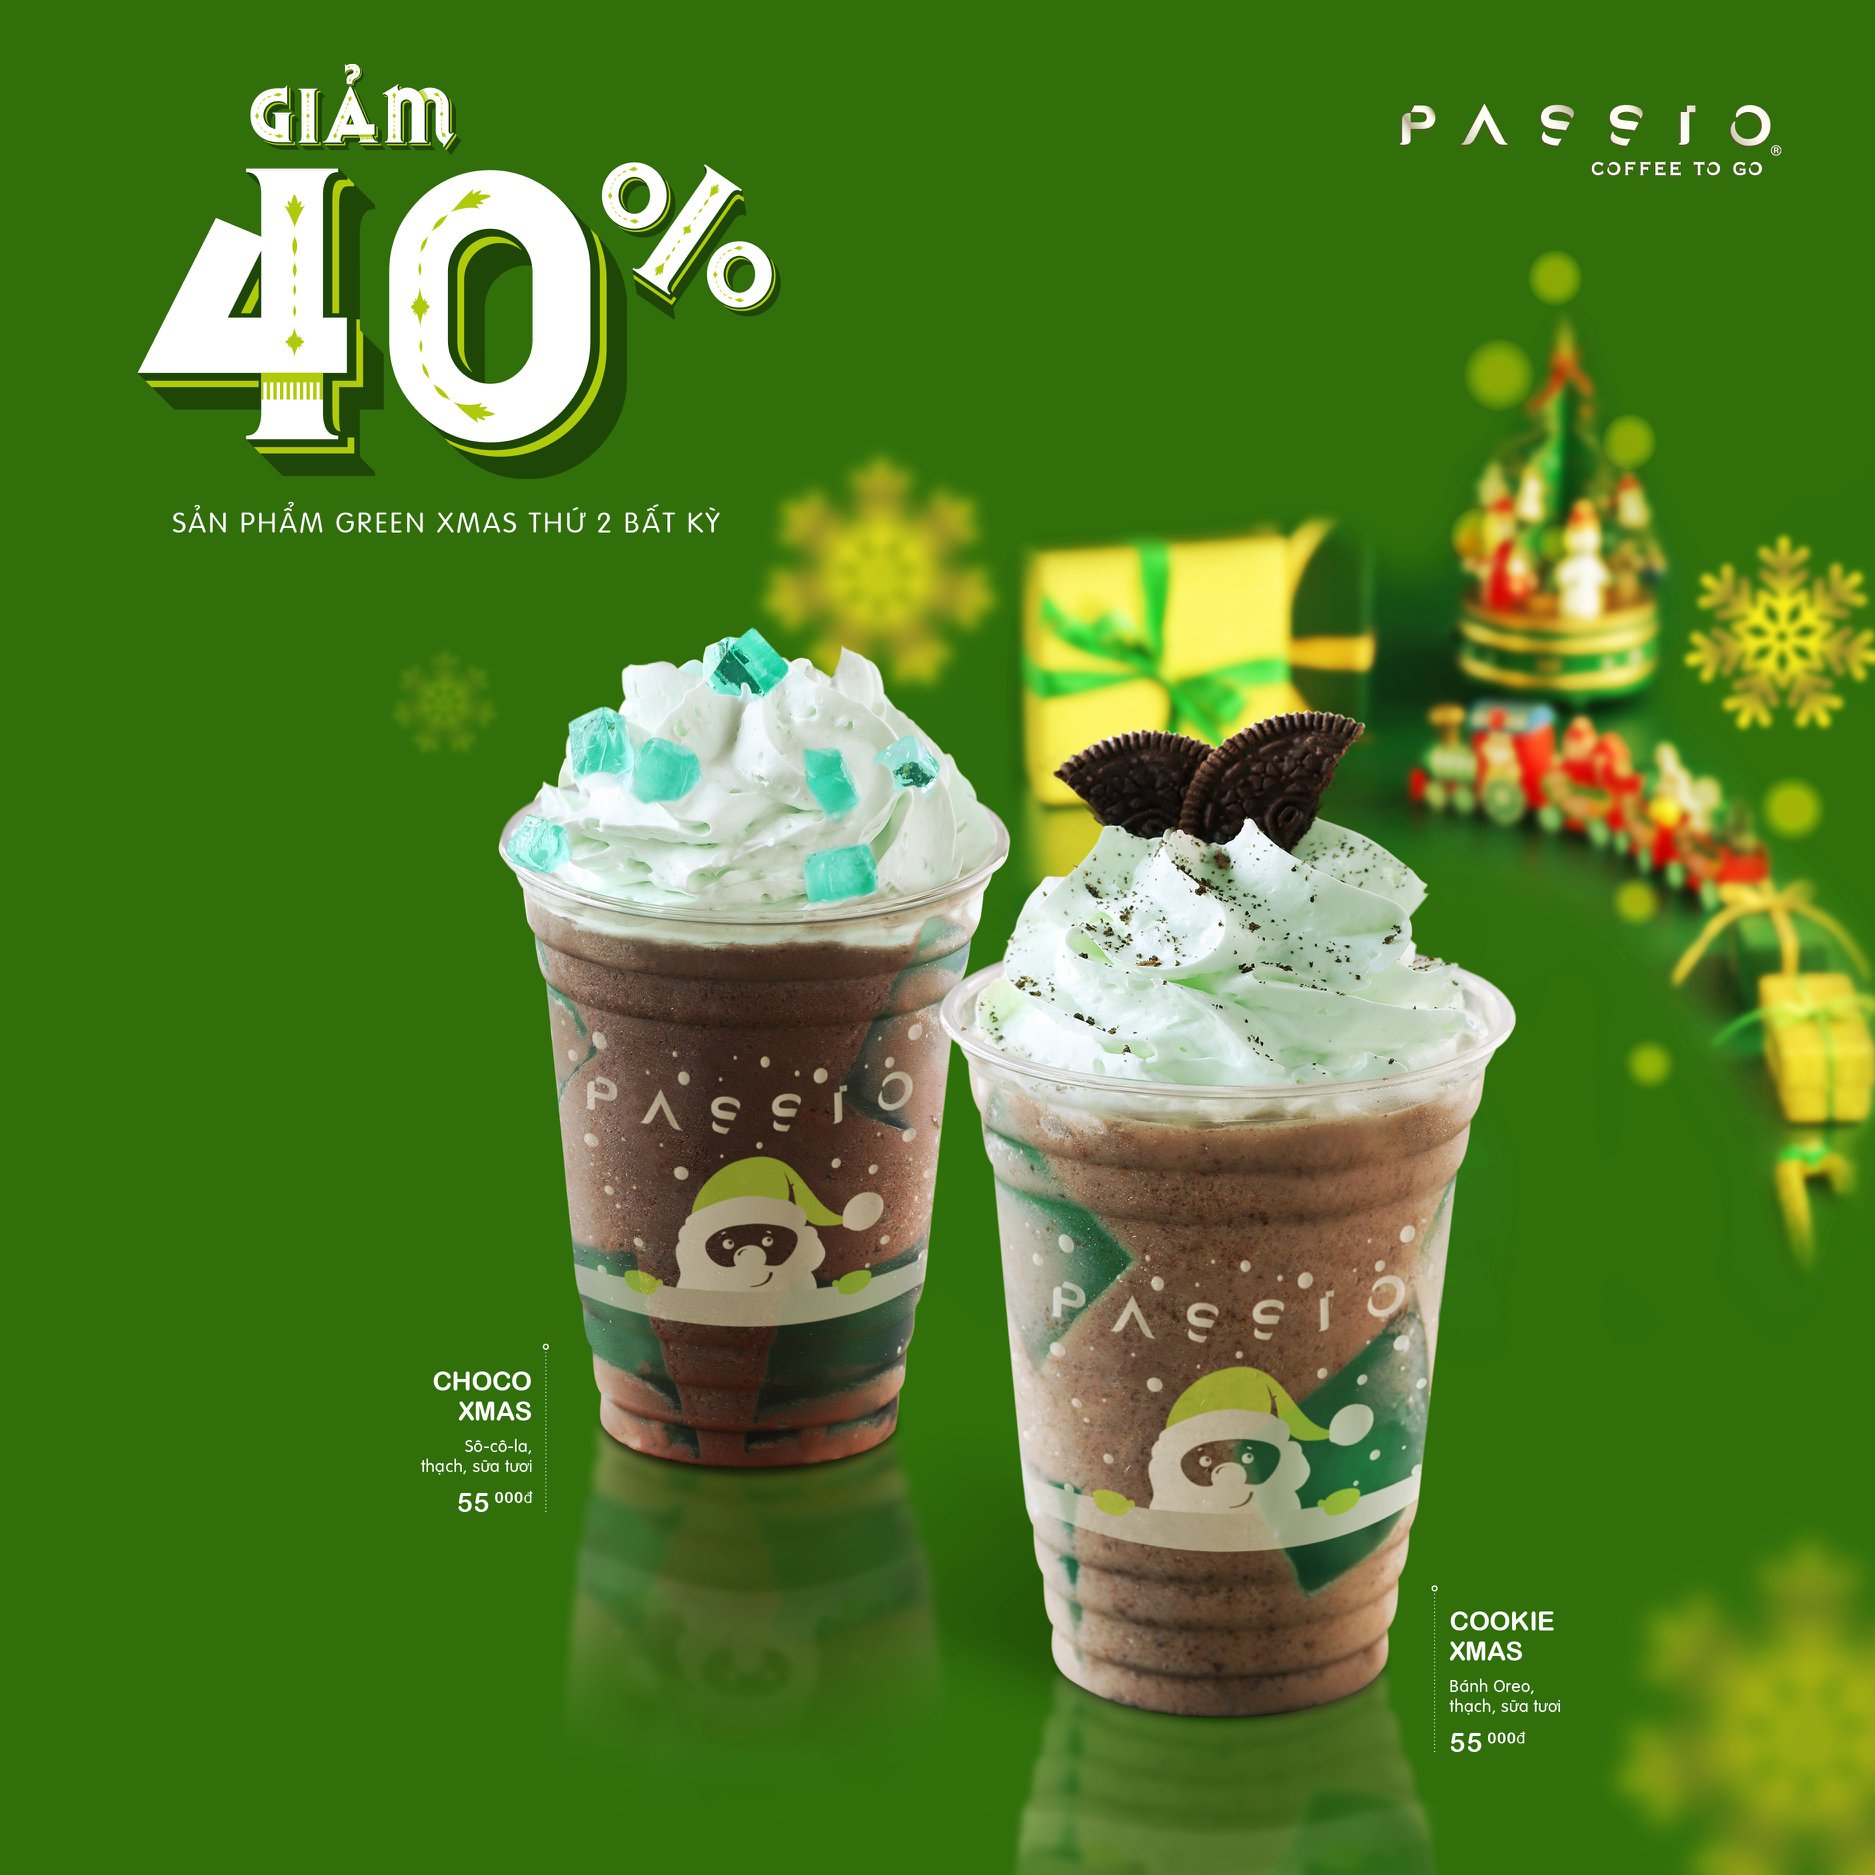 GIẢM
40%
SẢN PHẨM GREEN XMAS THỨ 2 BẤT KỲ
PASSIO®
COFFEE TO GO
PASSIO
PASSIO
CHOCO
XMAS
Sô-cô-la,
thạch, sữa tươi
55 000đ
COOKIE
XMAS
Bánh Oreo,
thạch, sữa tươi
55 000đ